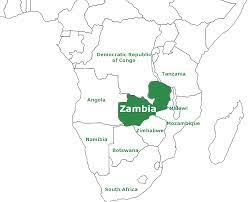 Democratic Republic
of Congo
Tanzania
Angola
Zambia
Malawi
Mozambique
Zimbabwe
Namibia
Botswana
South Africa